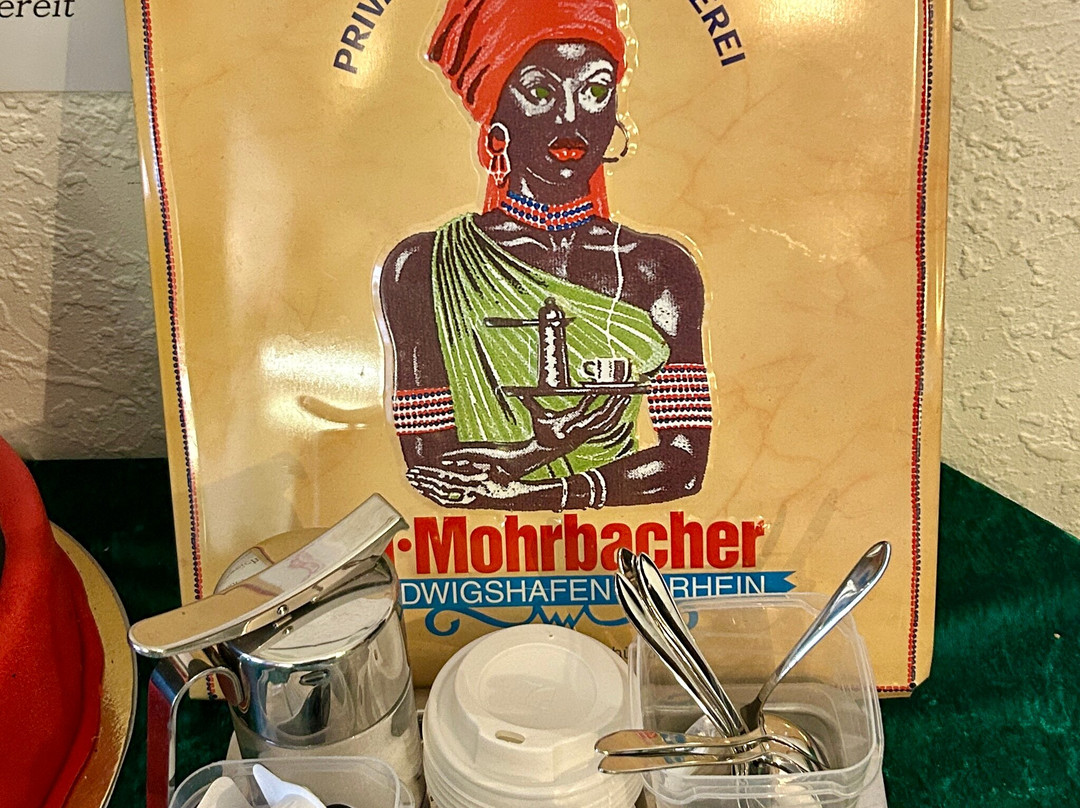 ereit
PRIV
EREI
·Mohrbacher
DWIGSHAFEN
RHEIN